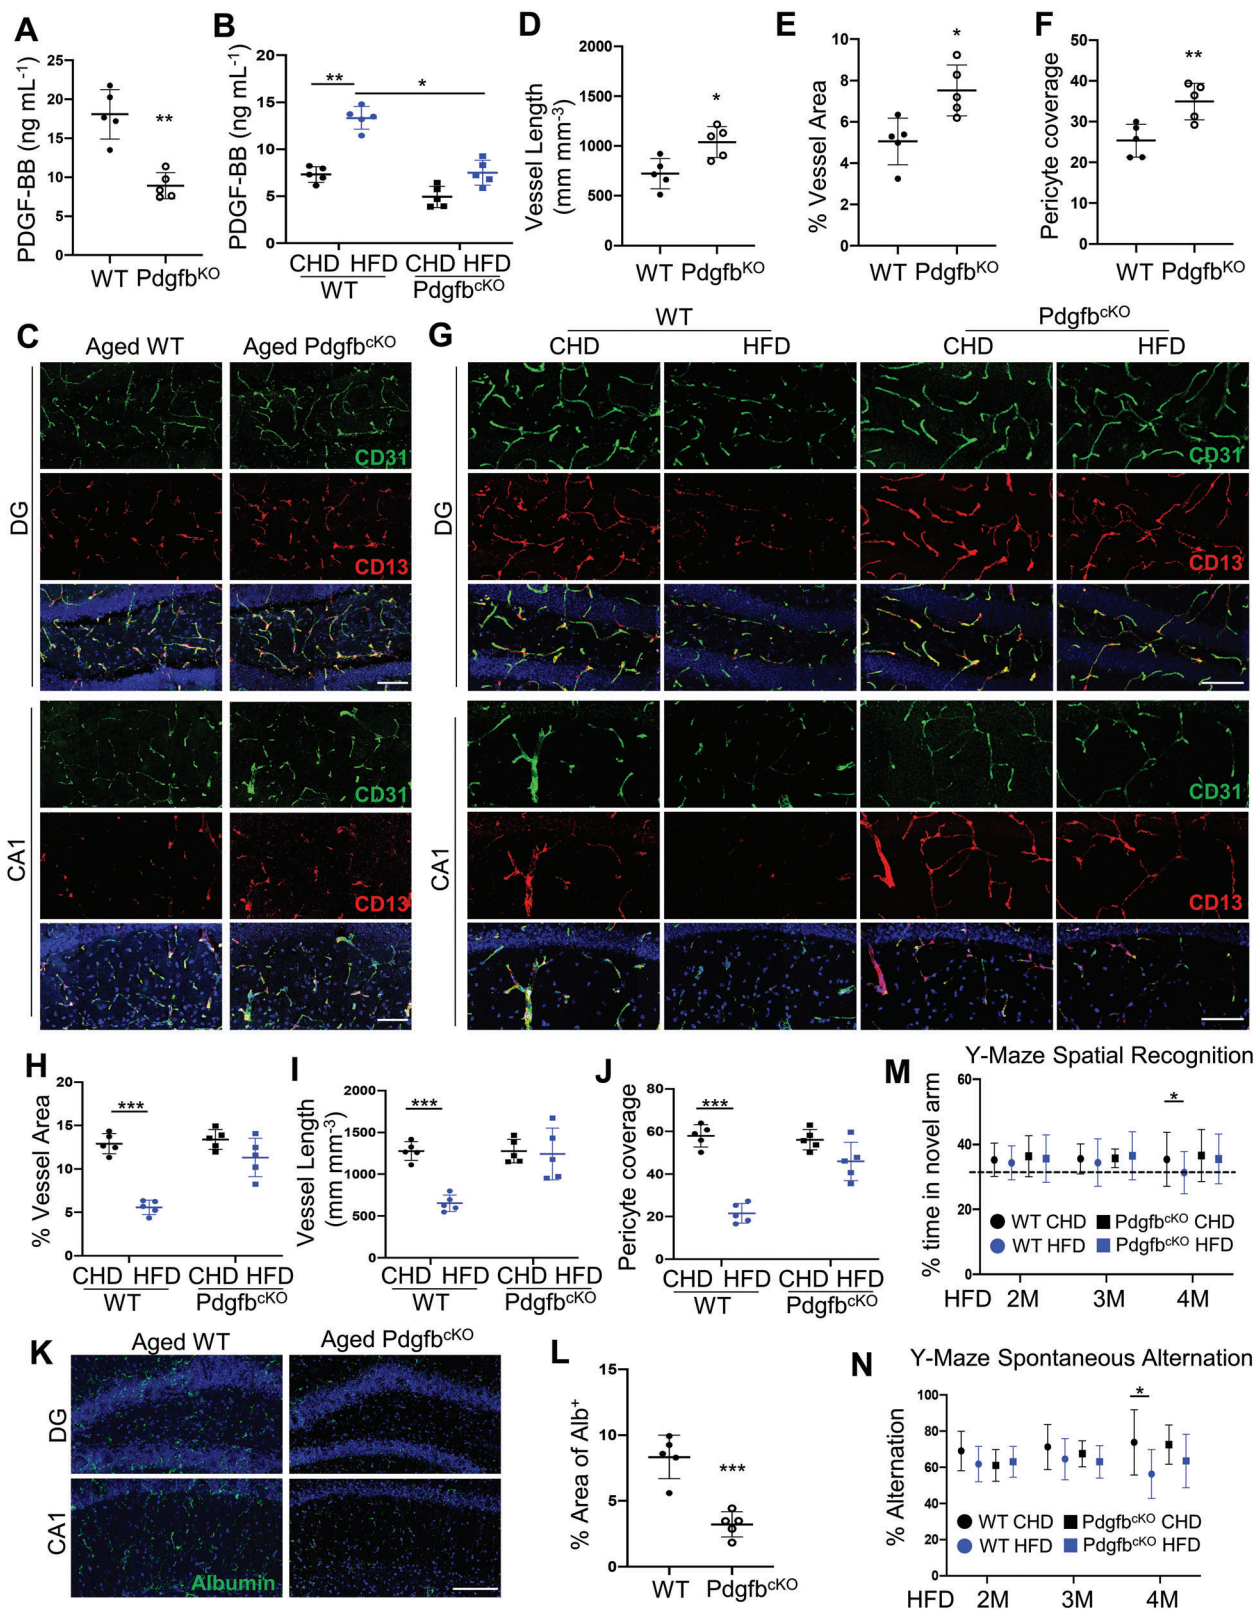 A
PDGF-BB (ng mL-1)
25
20
15
10
5
0
**
WT PdgfbKO
B
PDGF-BB (ng mL-1)
20
15
10
5
0
**
*
CHD HFD CHD HFD
WT PdgfbcKO
D
Vessel Length
(mm mm-3)
2000
1500
1000
500
0
*
WT PdgfbKO
E
% Vessel Area
10
8
6
4
2
0
*
WT PdgfbKO
F
Pericyte coverage
50
40
30
20
10
0
**
WT PdgfbKO
C
Aged WT Aged PdgfbcKO
DG
CD31
CD13
CA1
CD31
CD13
G
WT PdgfbcKO
CHD HFD CHD HFD
DG
CD31
CD13
CA1
CD31
CD13
H
% Vessel Area
20
15
10
5
0
***
CHD HFD CHD HFD
WT PdgfbcKO
I
Vessel Length
(mm mm-3)
2000
1500
1000
500
0
***
CHD HFD CHD HFD
WT PdgfbcKO
J
Pericyte coverage
80
60
40
20
0
***
CHD HFD CHD HFD
WT PdgfbcKO
M
Y-Maze Spatial Recognition
% time in novel arm
60
40
20
0
*
WT CHD PdgfbcKO CHD
WT HFD PdgfbcKO HFD
HFD 2M 3M 4M
K
Aged WT Aged PdgfbcKO
DG
CA1
Albumin
L
% Area of Alb+
15
10
5
0
***
WT PdgfbcKO
N
Y-Maze Spontaneous Alternation
% Alternation
100
80
60
40
20
0
*
WT CHD PdgfbcKO CHD
WT HFD PdgfbcKO HFD
HFD 2M 3M 4M